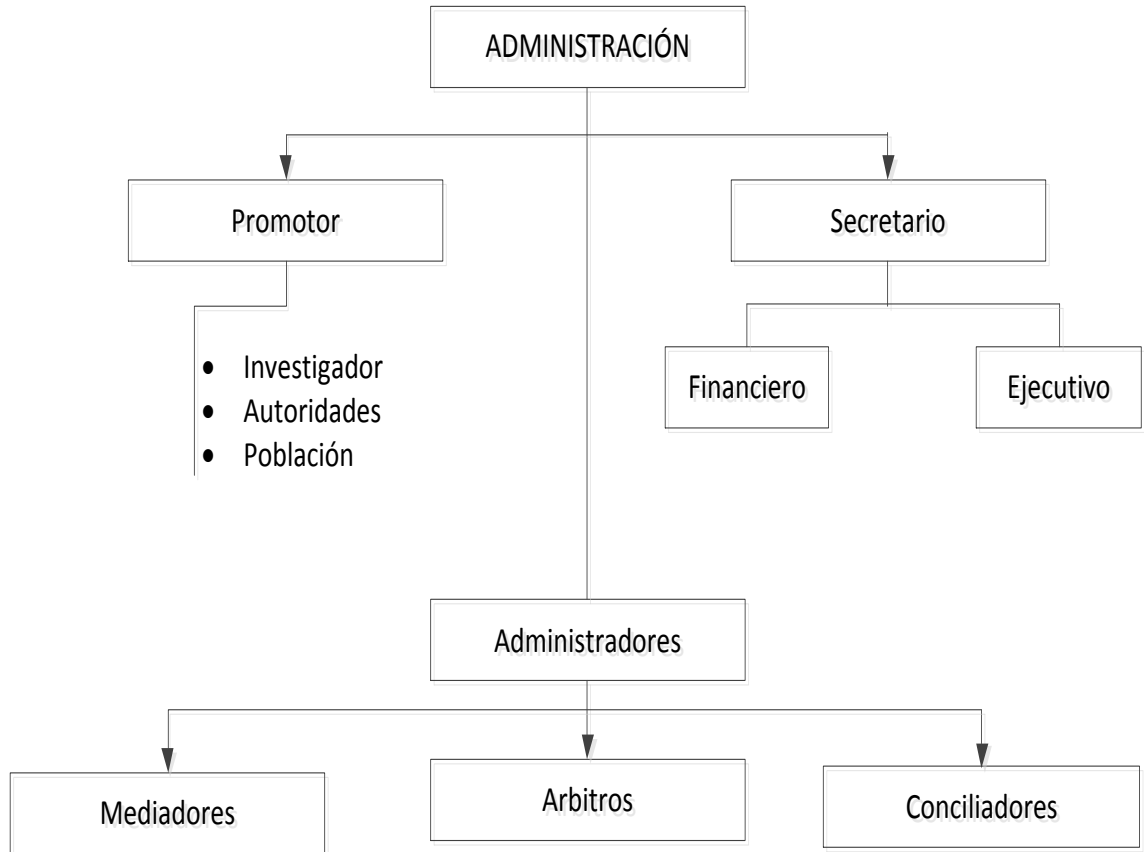 ADMINISTRACIÓN
Promotor
Secretario
• Investigador
• Autoridades
• Población
Financiero
Ejecutivo
Administradores
Mediadores
Arbitros
Conciliadores